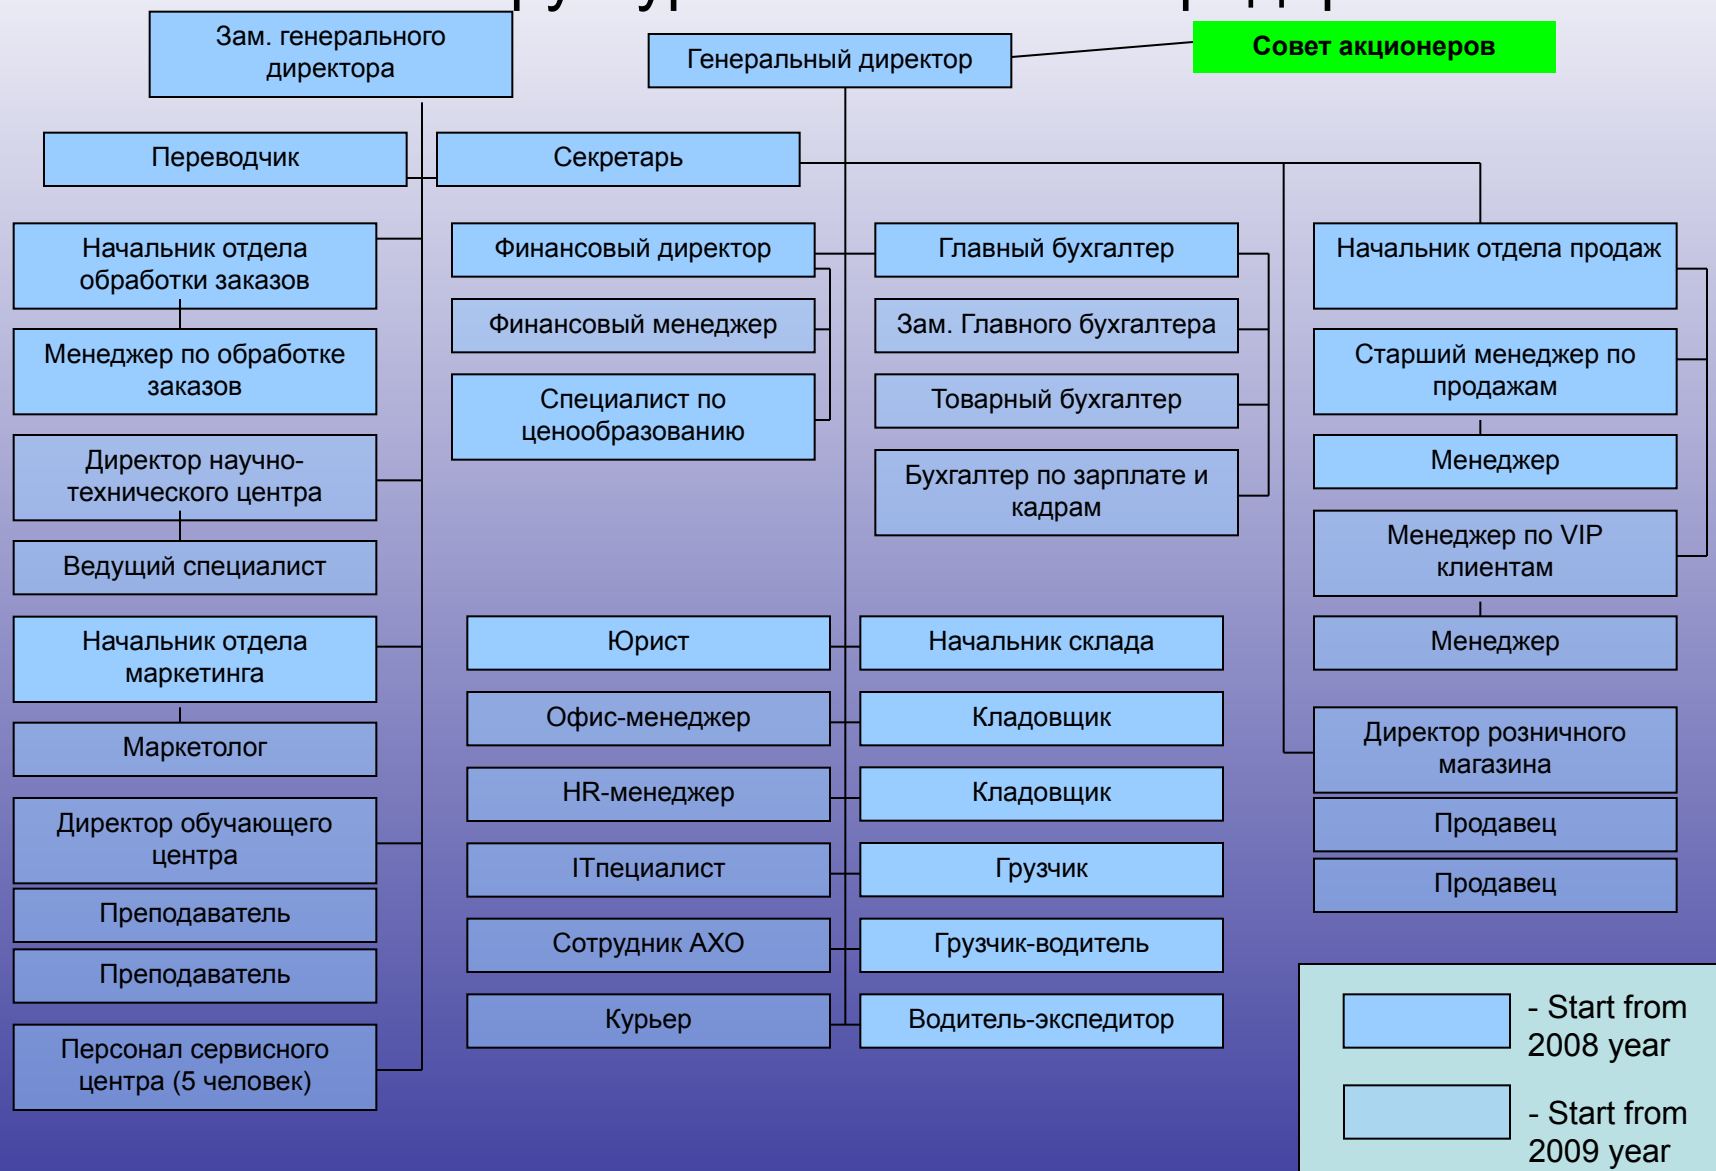 Зам. генерального
директора
Генеральный директор
Совет акционеров
Переводчик
Секретарь
Начальник отдела
обработки заказов
Менеджер по обработке
заказов
Директор научно-
технического центра
Ведущий специалист
Начальник отдела
маркетинга
Маркетолог
Директор обучающего
центра
Преподаватель
Преподаватель
Персонал сервисного
центра (5 человек)
Финансовый директор
Финансовый менеджер
Специалист по
ценообразованию
Главный бухгалтер
Зам. Главного бухгалтера
Товарный бухгалтер
Бухгалтер по зарплате и
кадрам
Юрист
Офис-менеджер
HR-менеджер
ITпециалист
Сотрудник АХО
Курьер
Начальник склада
Кладовщик
Кладовщик
Грузчик
Грузчик-водитель
Водитель-экспедитор
Начальник отдела продаж
Старший менеджер по
продажам
Менеджер
Менеджер по VIP
клиентам
Менеджер
Директор розничного
магазина
Продавец
Продавец
- Start from
2008 year
- Start from
2009 year